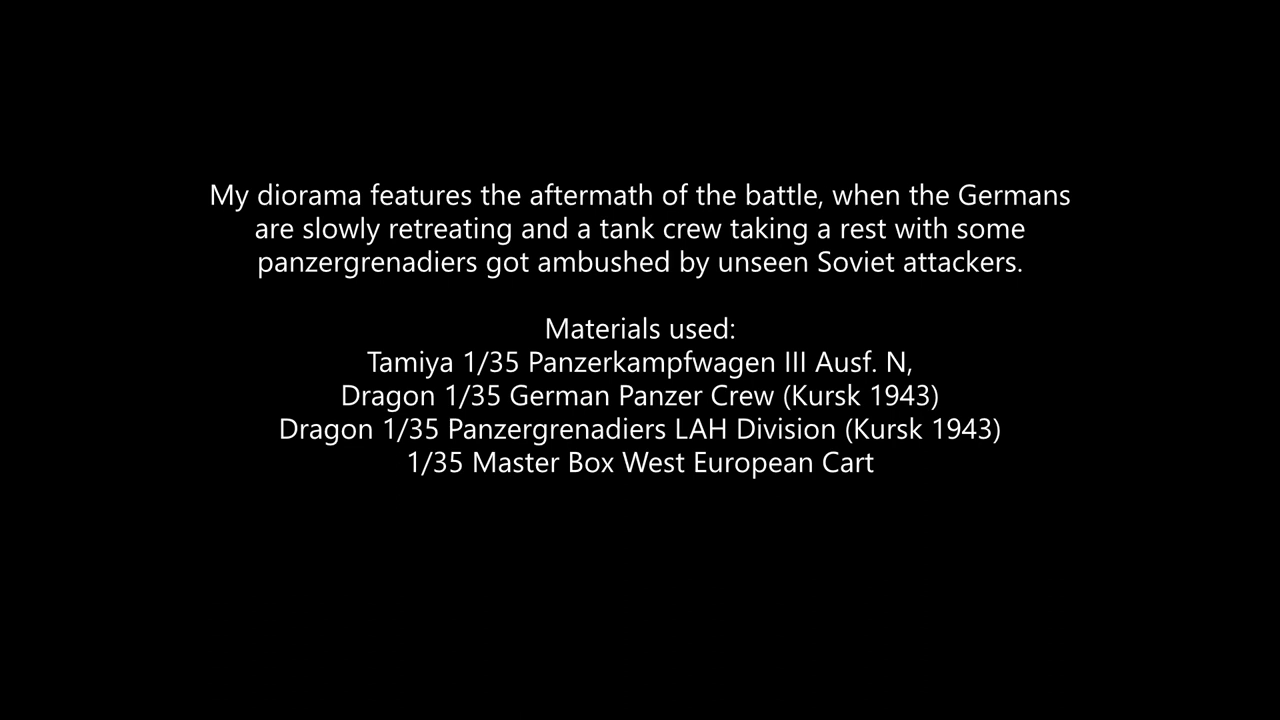 My diorama features the aftermath of the battle, when the Germans
are slowly retreating and a tank crew taking a rest with some
panzergrenadiers got ambushed by unseen Soviet attackers.
Materials used:
Tamiya 1/35 Panzerkampfwagen III Ausf. N,
Dragon 1/35 German Panzer Crew (Kursk 1943)
Dragon 1/35 Panzergrenadiers LAH Division (Kursk 1943)
1/35 Master Box West European Cart